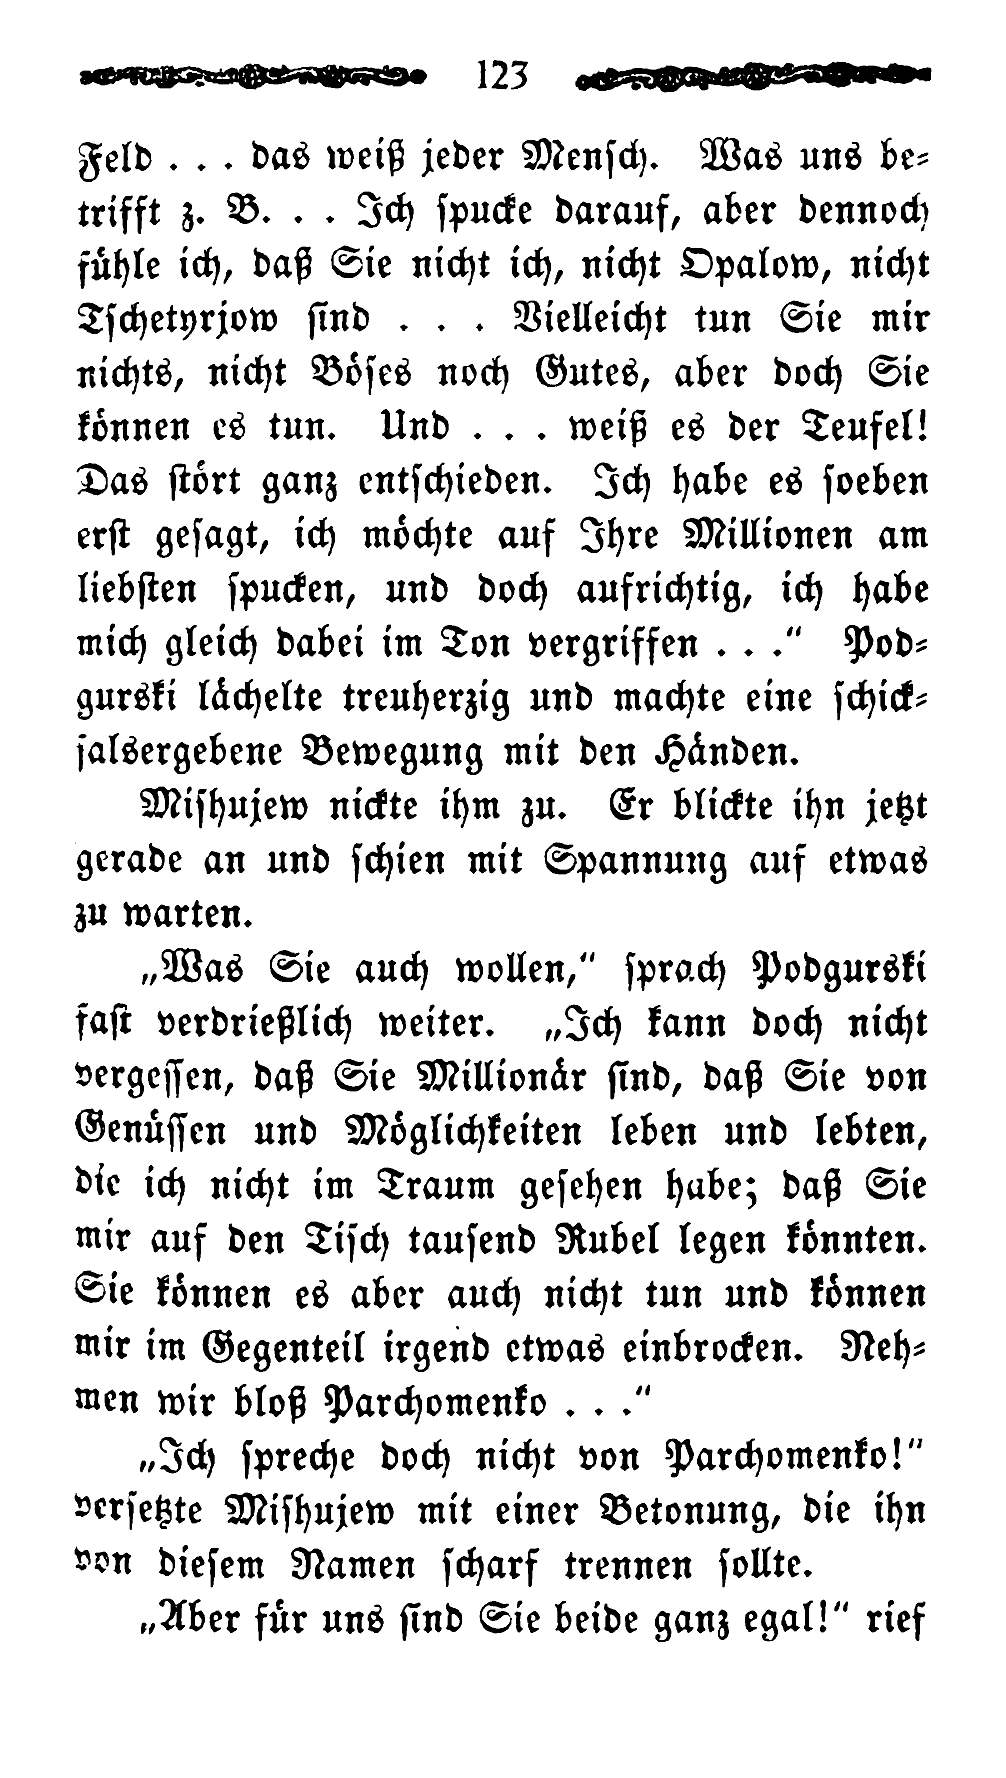 123
Feld . . . das weiß jeder Mensch. Was uns be-
trifft z. B. . . Ich spucke darauf, aber dennoch
fühle ich, daß Sie nicht ich, nicht Opalow, nicht
Tschetyrjow sind . . . Vielleicht tun Sie mir
nichts, nicht Böses noch Gutes, aber doch Sie
können es tun. Und . . . weiß es der Teufel!
Das stört ganz entschieden. Ich habe es soeben
erst gesagt, ich möchte auf Ihre Millionen am
liebsten spucken, und doch aufrichtig, ich habe
mich gleich dabei im Ton vergriffen . . .“ Pod-
gurski lächelte treuherzig und machte eine schick-
salsergebene Bewegung mit den Händen.
Mishujew nickte ihm zu. Er blickte ihn jetzt
gerade an und schien mit Spannung auf etwas
zu warten.
„Was Sie auch wollen,“ sprach Podgurski
fast verdrießlich weiter. „Ich kann doch nicht
vergessen, daß Sie Millionär sind, daß Sie von
Genüssen und Möglichkeiten leben und lebten,
die ich nicht im Traum gesehen habe; daß Sie
mir auf den Tisch tausend Rubel legen könnten.
Sie können es aber auch nicht tun und können
mir im Gegenteil irgend etwas einbrocken. Neh-
men wir bloß Parchomenko . . .“
„Ich spreche doch nicht von Parchomenko!“
versetzte Mishujew mit einer Betonung, die ihn
von diesem Namen scharf trennen sollte.
„Aber für uns sind Sie beide ganz egal!“ rief